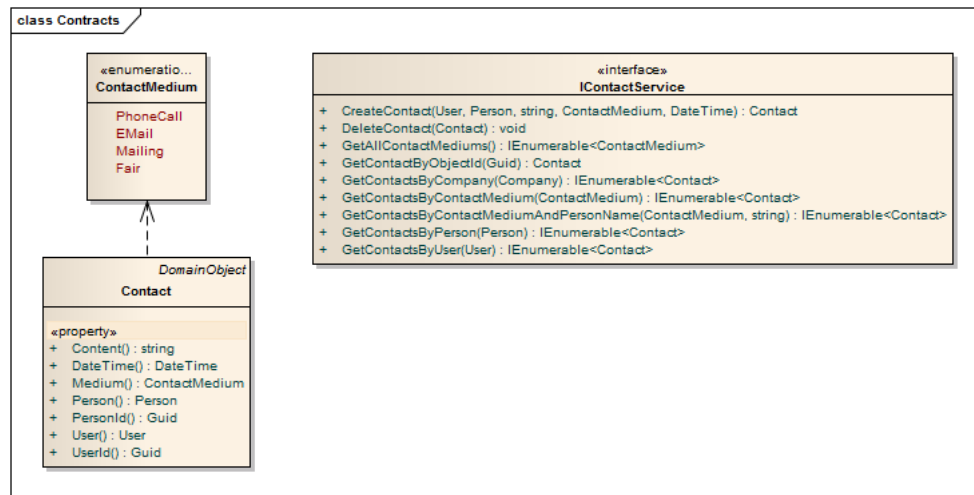 class Contracts
«enumeratio...
ContactMedium
PhoneCall
EMail
Mailing
Fair
«interface»
IContactService
+ CreateContact(User, Person, string, ContactMedium, DateTime) : Contact
+ DeleteContact(Contact) : void
+ GetAllContactMediums() : IEnumerable<ContactMedium>
+ GetContactByObjectId(Guid) : Contact
+ GetContactsByCompany(Company) : IEnumerable<Contact>
+ GetContactsByContactMedium(ContactMedium) : IEnumerable<Contact>
+ GetContactsByContactMediumAndPersonName(ContactMedium, string) : IEnumerable<Contact>
+ GetContactsByPerson(Person) : IEnumerable<Contact>
+ GetContactsByUser(User) : IEnumerable<Contact>
DomainObject
Contact
«property»
+ Content() : string
+ DateTime() : DateTime
+ Medium() : ContactMedium
+ Person() : Person
+ PersonId() : Guid
+ User() : User
+ UserId() : Guid